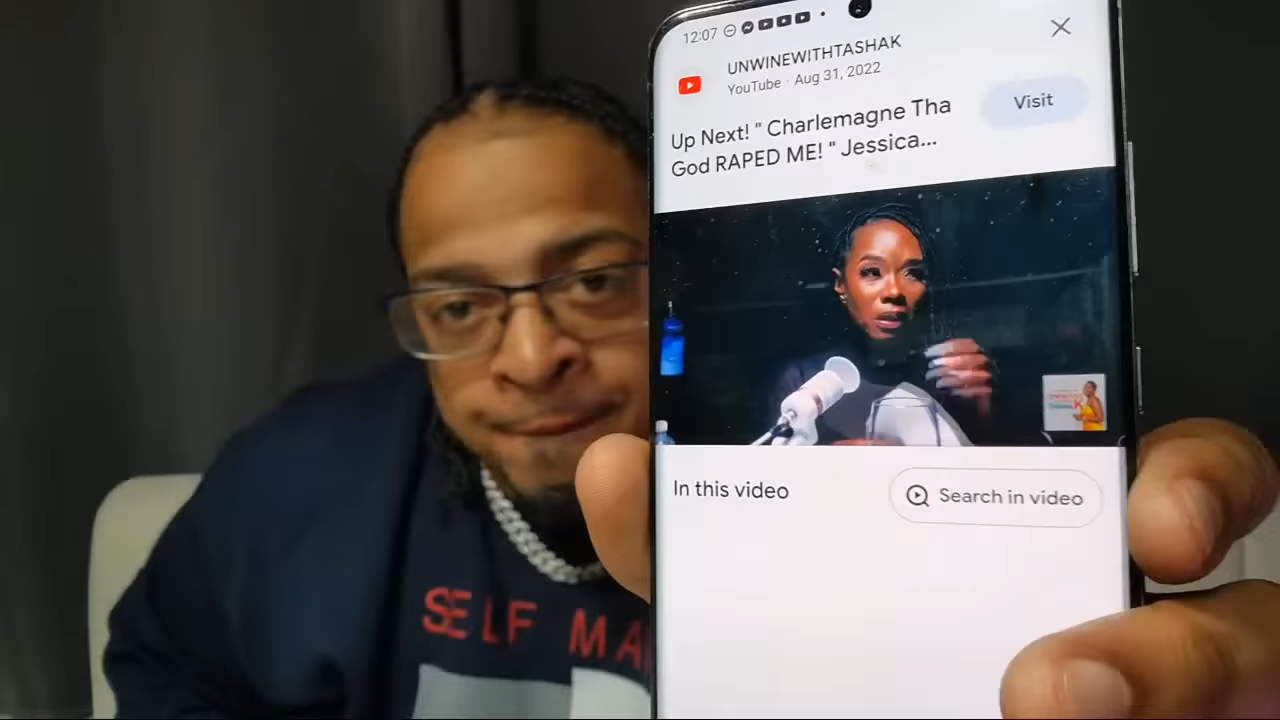 12:07
UNWINEWITHTASHAK
YouTube · Aug 31, 2022
Visit
Up Next! " Charlemagne Tha
God RAPED ME! " Jessica...
In this video
Search in video
SELF MA